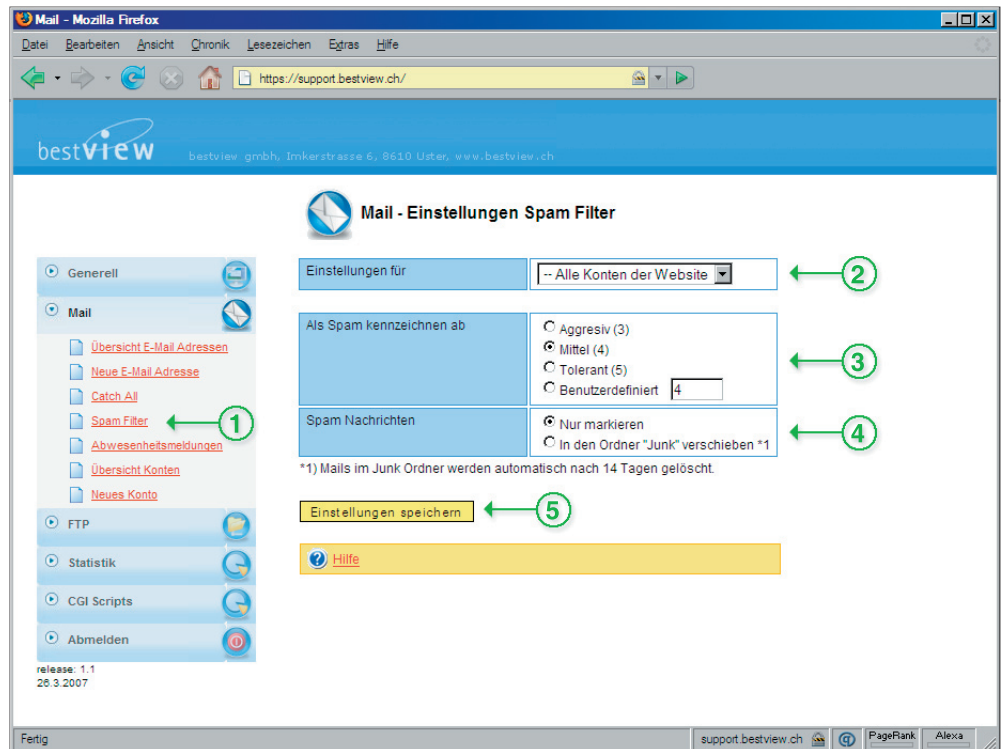 Mail - Mozilla Firefox
Datei Bearbeiten Ansicht Chronik Lesezeichen Extras Hilfe
https://support.bestview.ch/
bestview
bestview gmbh, Imkerstrasse 6, 8610 Uster, www.bestview.ch
Mail - Einstellungen Spam Filter
Generell
Mail
Übersicht E-Mail Adressen
Neue E-Mail Adresse
Catch All
Spam Filter
1
Abwesenheitsmeldungen
Übersicht Konten
Neues Konto
FTP
Statistik
CGI Scripts
Abmelden
release: 1.1
26.3.2007
Einstellungen für
-- Alle Konten der Website
2
Als Spam kennzeichnen ab
Aggresiv (3)
Mittel (4)
Tolerant (5)
Benutzerdefiniert 4
3
Spam Nachrichten
Nur markieren
In den Ordner "Junk" verschieben *1
4
*1) Mails im Junk Ordner werden automatisch nach 14 Tagen gelöscht.
Einstellungen speichern
5
Hilfe
Fertig
support.bestview.ch
PageRank
Alexa